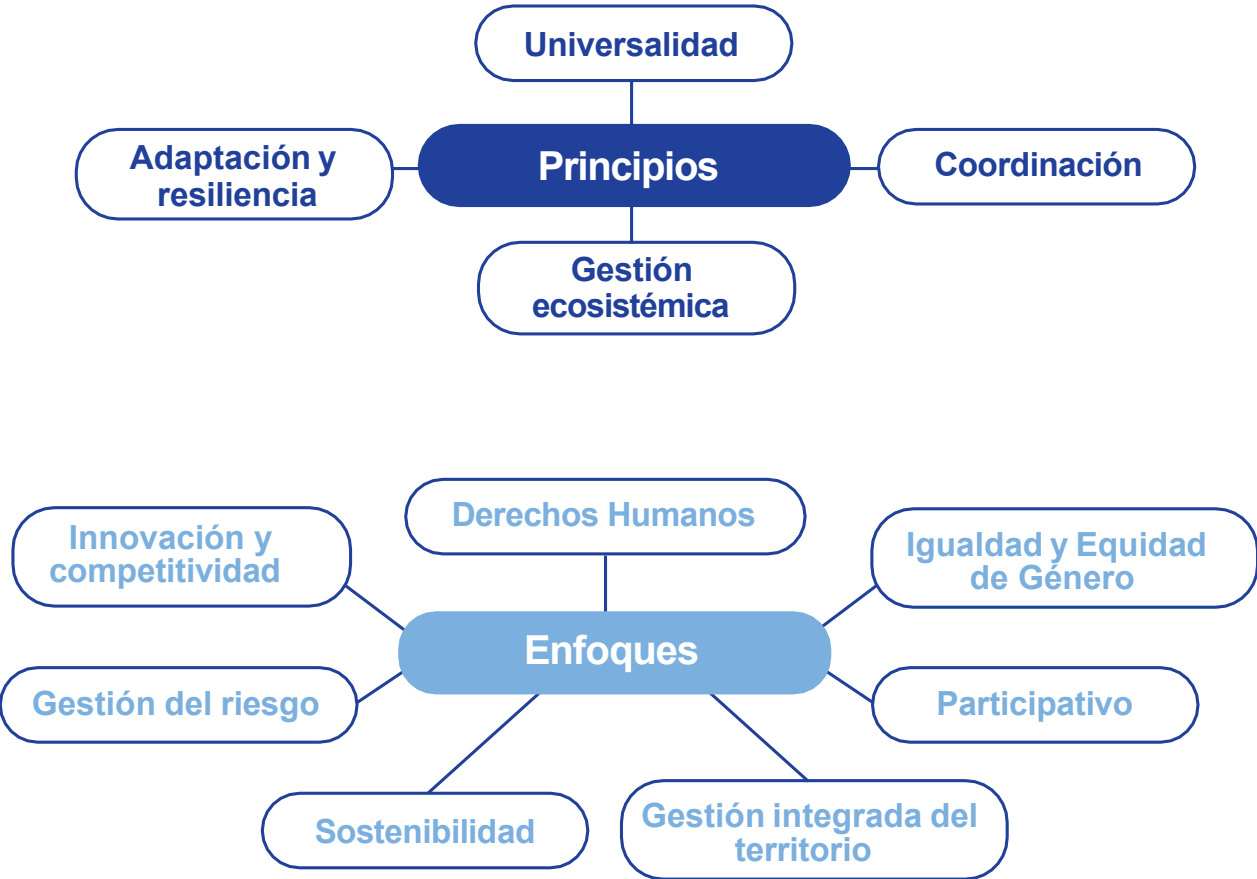 Universalidad
Adaptación y
resiliencia
Principios
Coordinación
Gestión
ecosistémica
Derechos Humanos
Innovación y
competitividad
Igualdad y Equidad
de Género
Enfoques
Gestión del riesgo
Participativo
Sostenibilidad
Gestión integrada del
territorio